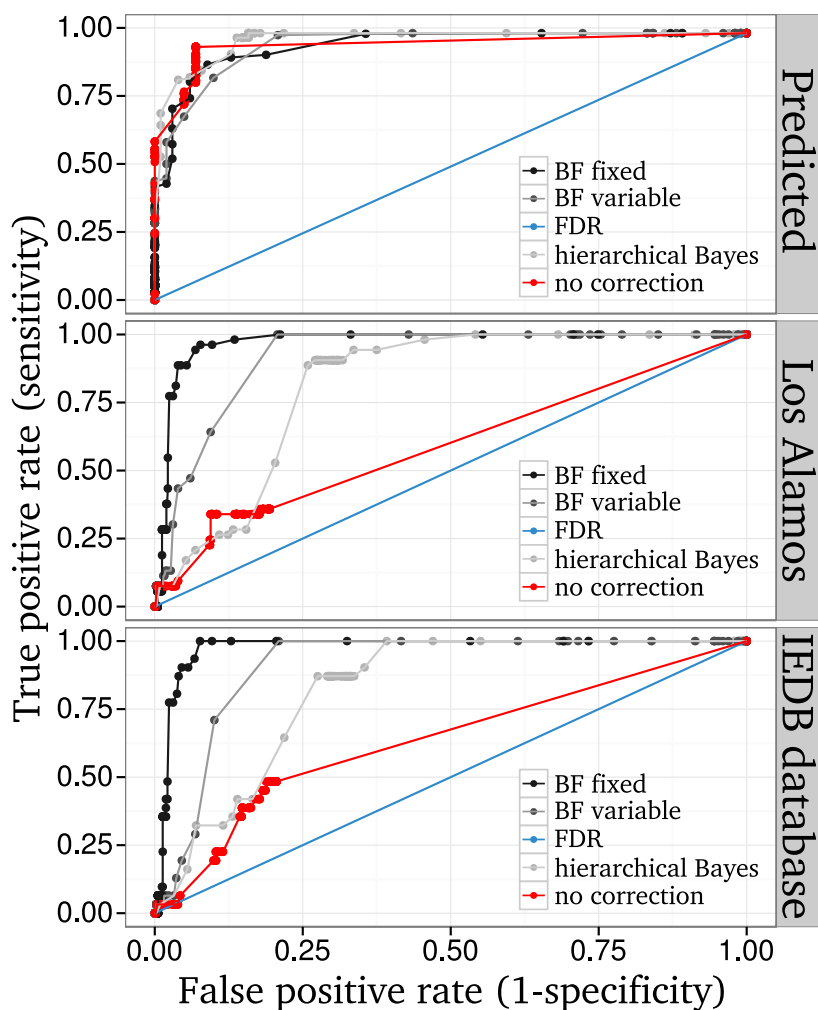 True positive rate (sensitivity)
1.00
0.75
0.50
0.25
0.00
BF fixed
BF variable
FDR
hierarchical Bayes
no correction
Predicted
1.00
0.75
0.50
0.25
0.00
BF fixed
BF variable
FDR
hierarchical Bayes
no correction
Los Alamos
1.00
0.75
0.50
0.25
0.00
BF fixed
BF variable
FDR
hierarchical Bayes
no correction
IEDB database
0.00 0.25 0.50 0.75 1.00
False positive rate (1-specificity)